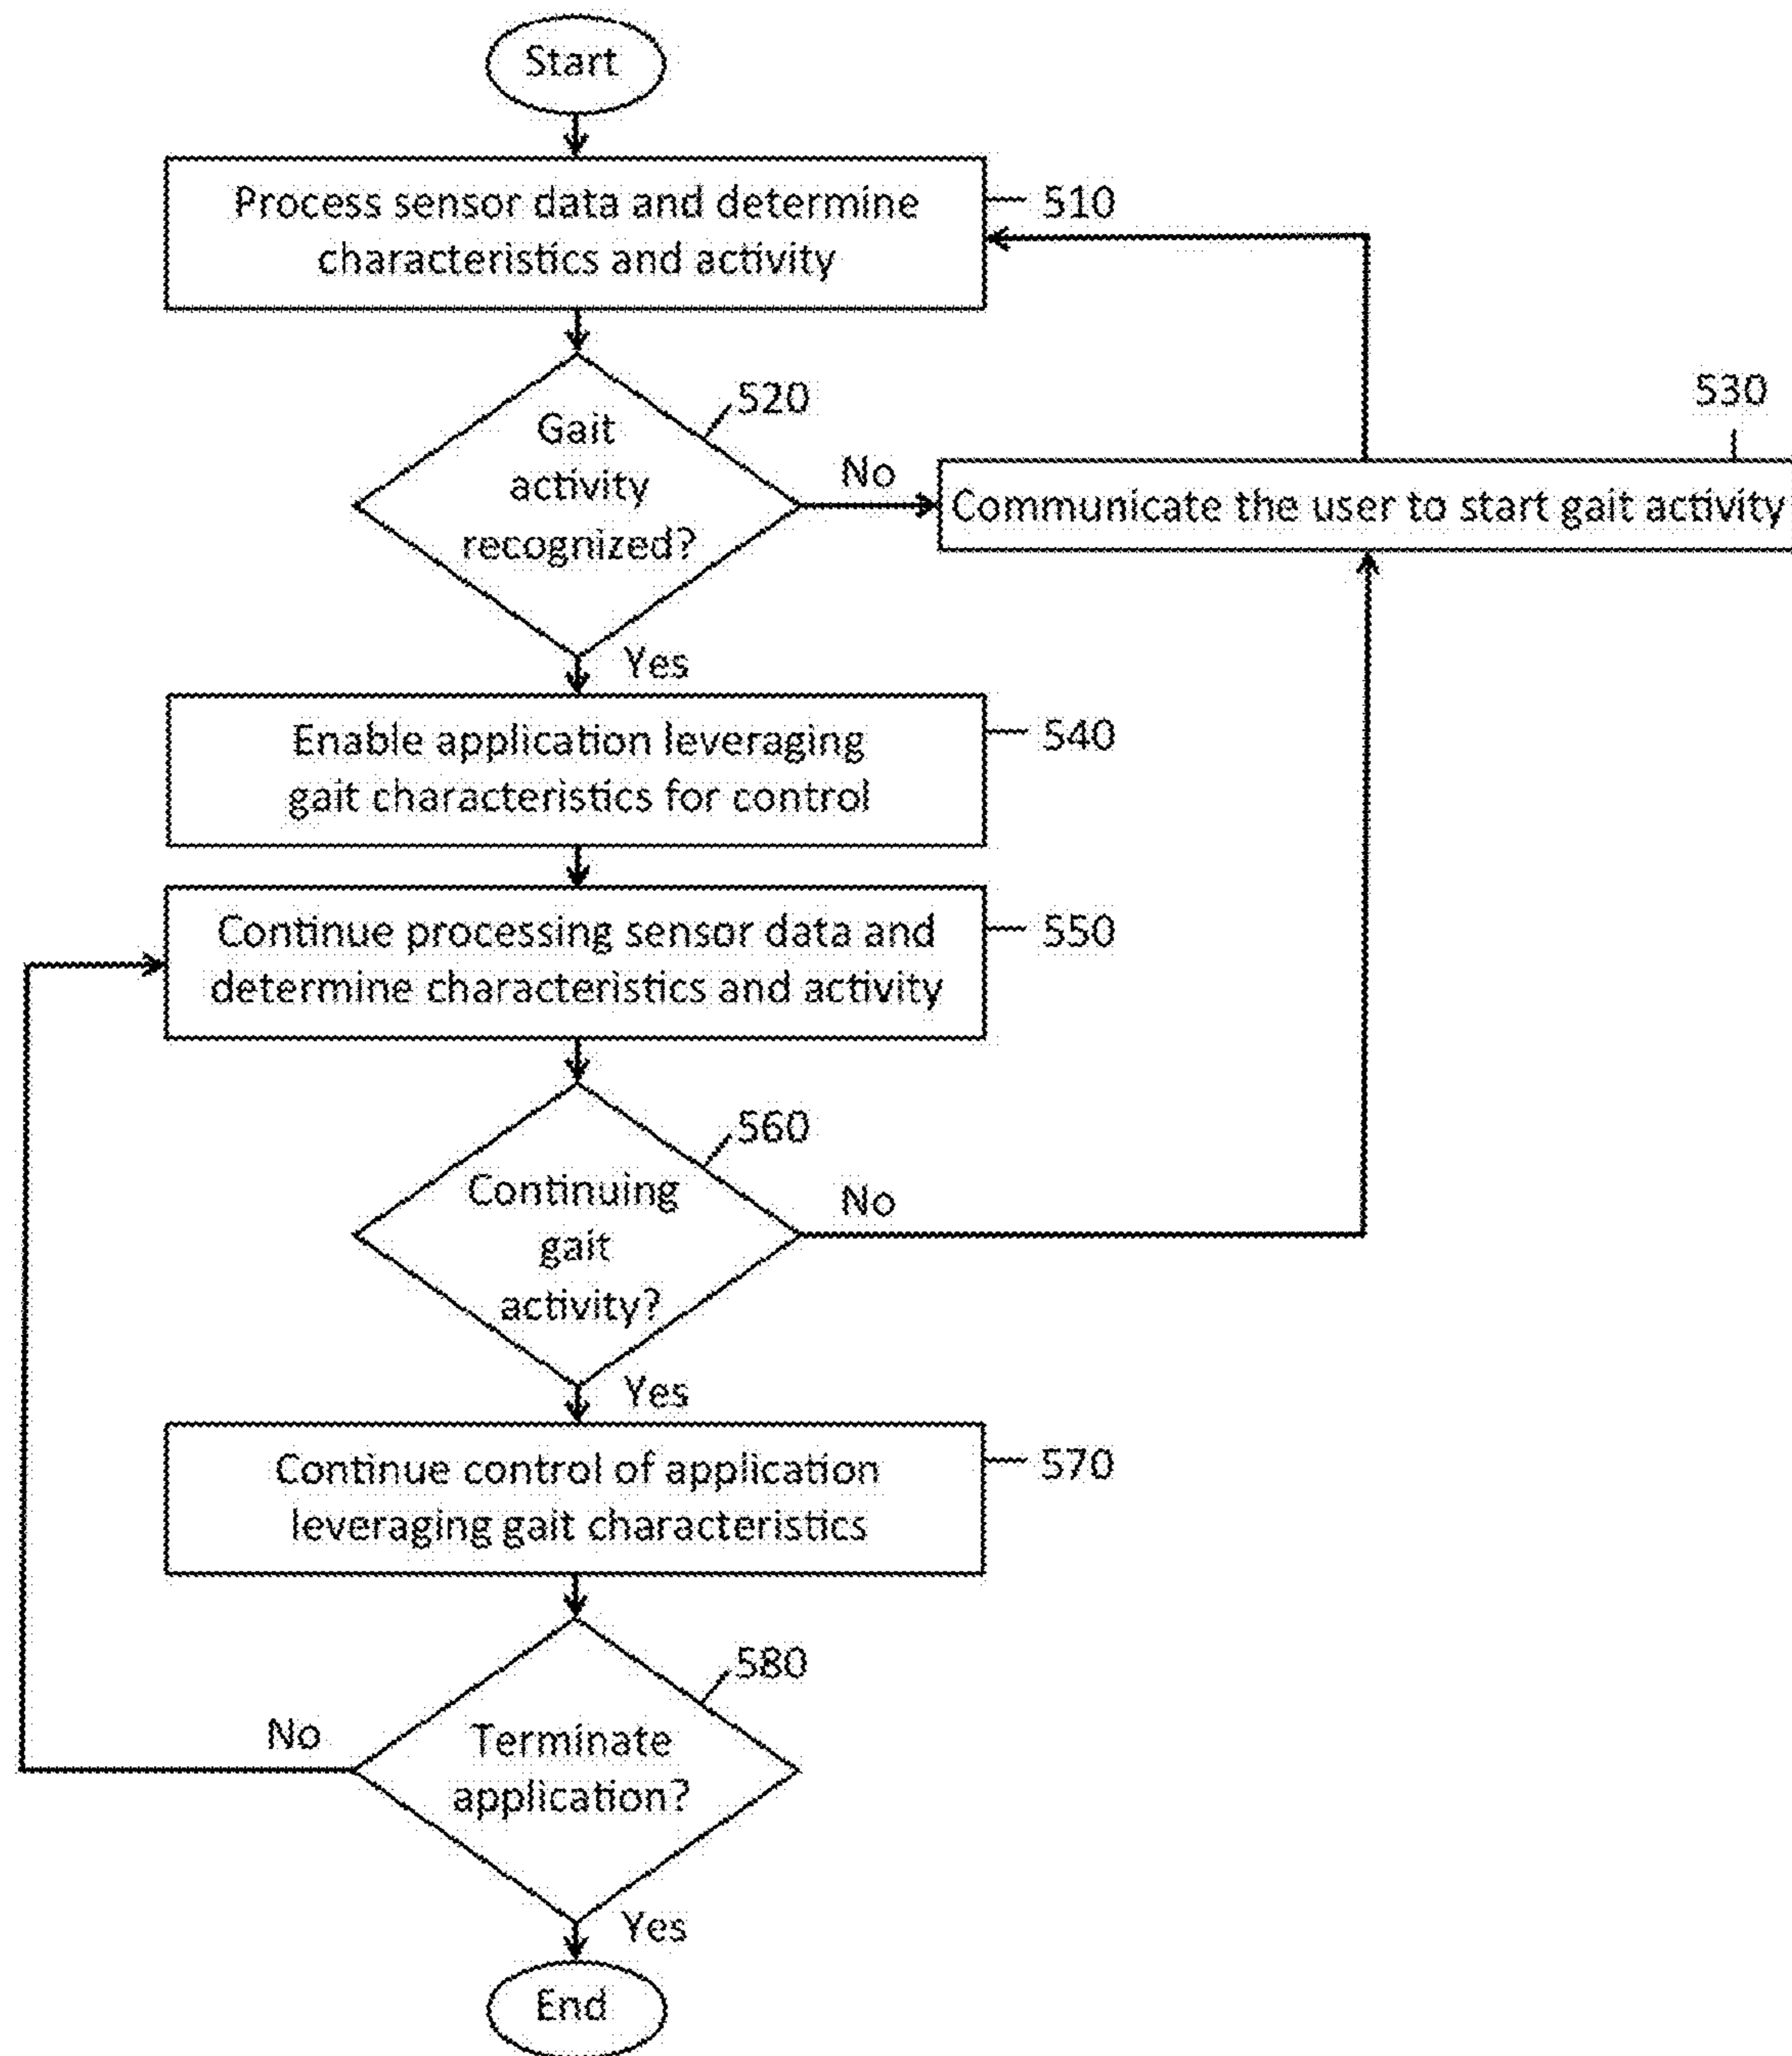 Start
Process sensor data and determine
characteristics and activity
510
Gait
activity
recognized?
520
No
530
Communicate the user to start gait activity
Yes
Enable application leveraging
gait characteristics for control
540
Continue processing sensor data and
determine characteristics and activity
550
Continuing
gait
activity?
560
No
Yes
Continue control of application
leveraging gait characteristics
570
Terminate
application?
580
No
Yes
End